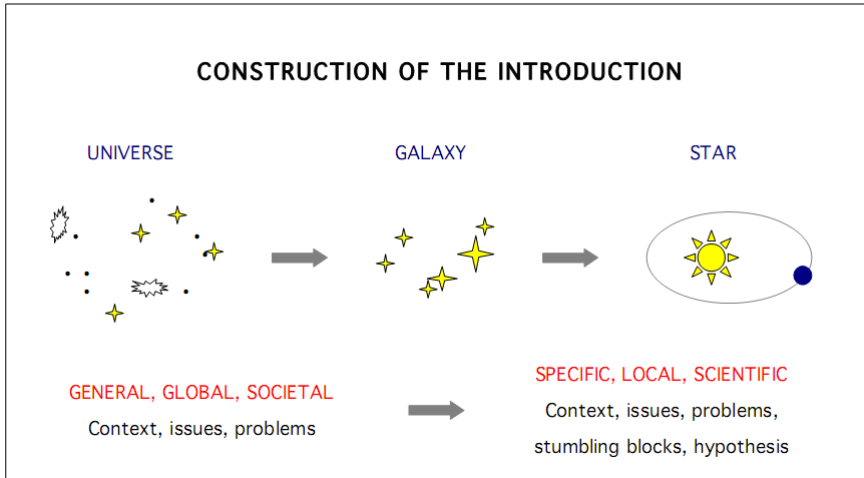 CONSTRUCTION OF THE INTRODUCTION
UNIVERSE
GALAXY
STAR
GENERAL, GLOBAL, SOCIETAL
Context, issues, problems
SPECIFIC, LOCAL, SCIENTIFIC
Context, issues, problems,
stumbling blocks, hypothesis